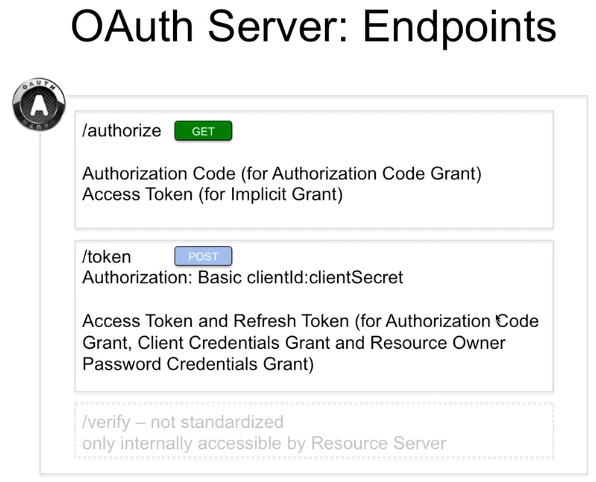 OAuth Server: Endpoints
OAUTH
A
AUTH
/authorize GET
Authorization Code (for Authorization Code Grant)
Access Token (for Implicit Grant)
/token POST
Authorization: Basic clientId:clientSecret
Access Token and Refresh Token (for Authorization Code
Grant, Client Credentials Grant and Resource Owner
Password Credentials Grant)
/verify – not standardized
only internally accessible by Resource Server